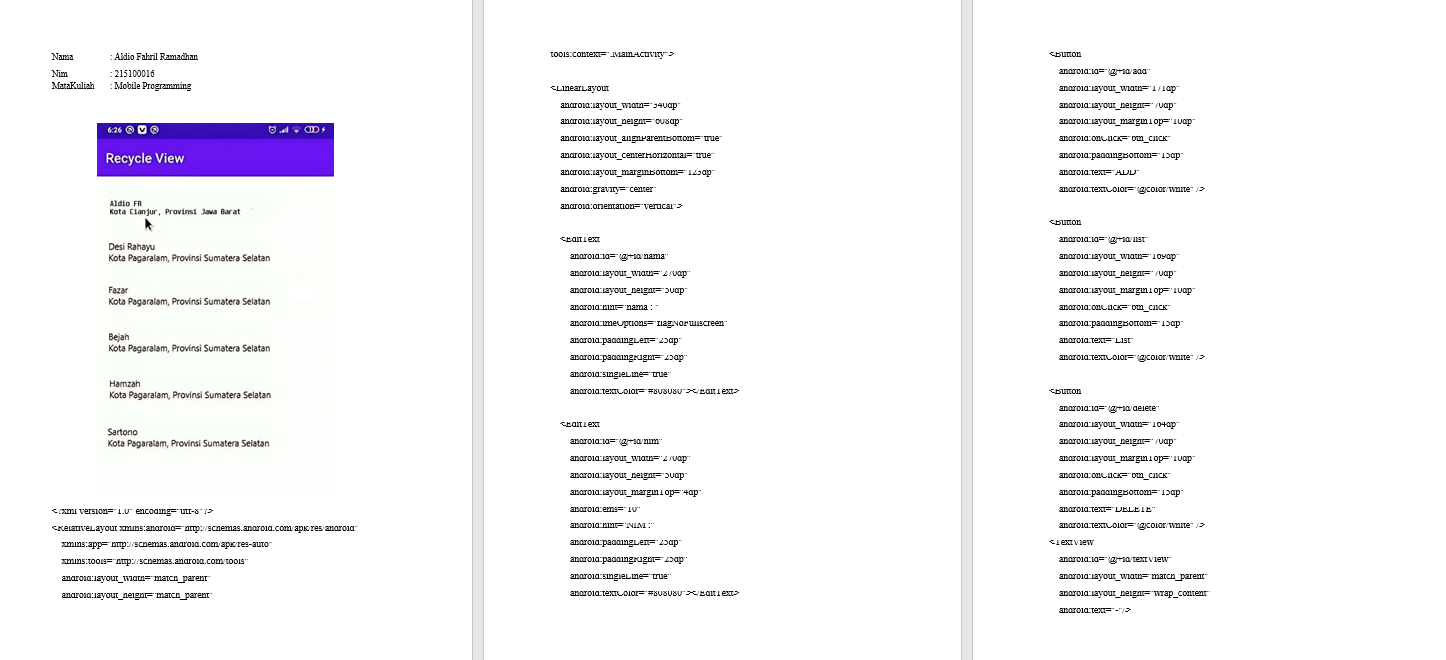 Nama : Aldio Fahril Ramadhan
Nim : 215100016
MataKuliah : Mobile Programming
6:26
Recycle View
Aldio FR
Kota Cianjur, Provinsi Jawa Barat
Desi Rahayu
Kota Pagaralam, Provinsi Sumatera Selatan
Fazar
Kota Pagaralam, Provinsi Sumatera Selatan
Bejah
Kota Pagaralam, Provinsi Sumatera Selatan
Hamzah
Kota Pagaralam, Provinsi Sumatera Selatan
Sartono
Kota Pagaralam, Provinsi Sumatera Selatan
<?xml version="1.0" encoding="utf-8"?>
<RelativeLayout xmlns:android="http://schemas.android.com/apk/res/android"
xmlns:app="http://schemas.android.com/apk/res-auto"
xmlns:tools="http://schemas.android.com/tools"
android:layout_width="match_parent"
android:layout_height="match_parent"
tools:context=".MainActivity">
<LinearLayout
android:layout_width="340dp"
android:layout_height="608dp"
android:layout_alignParentBottom="true"
android:layout_centerHorizontal="true"
android:layout_marginBottom="123dp"
android:gravity="center"
android:orientation="vertical">
<EditText
android:id="@+id/nama"
android:layout_width="270dp"
android:layout_height="50dp"
android:hint="nama : "
android:imeOptions="flagNoFullscreen"
android:paddingLeft="25dp"
android:paddingRight="25dp"
android:singleLine="true"
android:textColor="#808080"></EditText>
<EditText
android:id="@+id/nim"
android:layout_width="270dp"
android:layout_height="50dp"
android:layout_marginTop="4dp"
android:ems="10"
android:hint="NIM :"
android:paddingLeft="25dp"
android:paddingRight="25dp"
android:singleLine="true"
android:textColor="#808080"></EditText>
<Button
android:id="@+id/add"
android:layout_width="171dp"
android:layout_height="70dp"
android:layout_marginTop="10dp"
android:onClick="btn_click"
android:paddingBottom="15dp"
android:text="ADD"
android:textColor="@color/white" />
<Button
android:id="@+id/list"
android:layout_width="169dp"
android:layout_height="70dp"
android:layout_marginTop="10dp"
android:onClick="btn_click"
android:paddingBottom="15dp"
android:text="List"
android:textColor="@color/white" />
<Button
android:id="@+id/delete"
android:layout_width="164dp"
android:layout_height="70dp"
android:layout_marginTop="10dp"
android:onClick="btn_click"
android:paddingBottom="15dp"
android:text="DELETE"
android:textColor="@color/white" />
<TextView
android:id="@+id/textView"
android:layout_width="match_parent"
android:layout_height="wrap_content"
android:text="-"/>